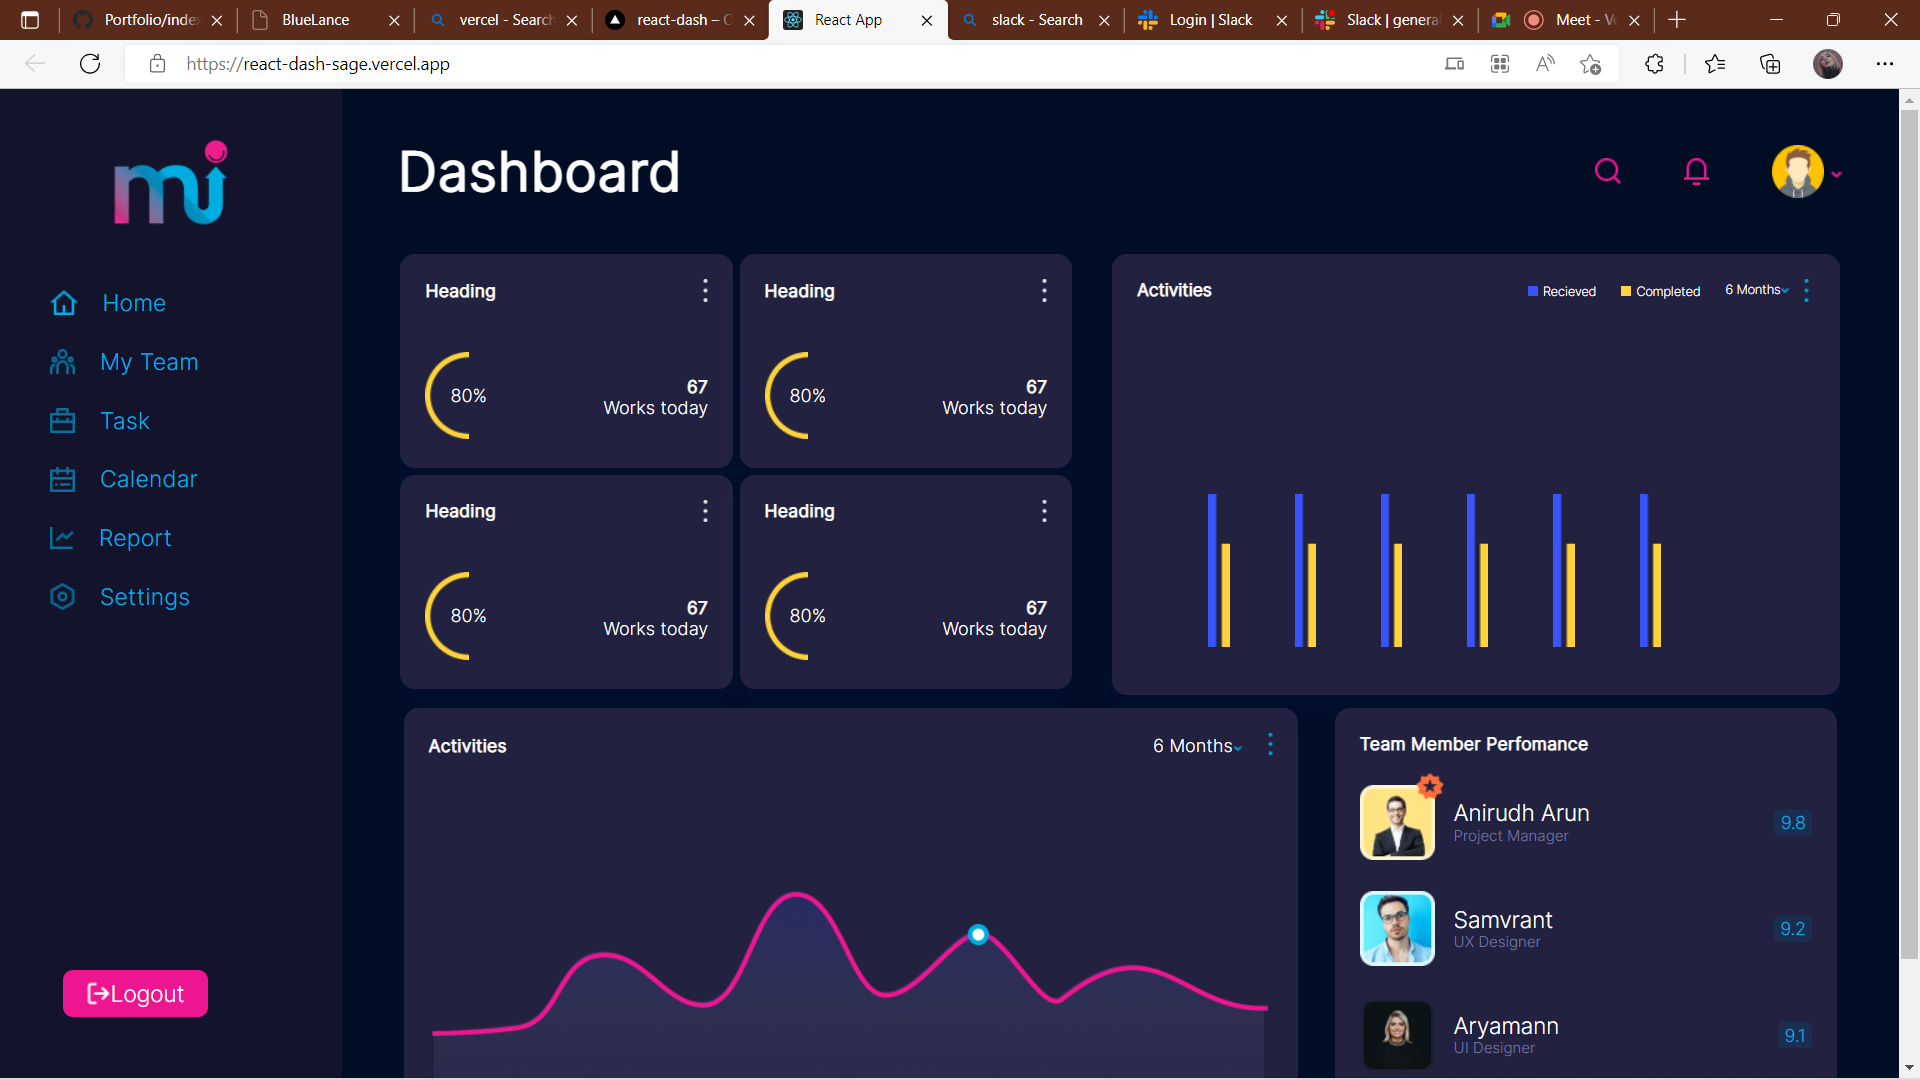 Portfolio/inde
BlueLance
vercel - Search
react-dash – O
React App
slack - Search
Login | Slack
Slack | genera
Meet - V
https://react-dash-sage.vercel.app
mi
Dashboard
Home
My Team
Task
Calendar
Report
Settings
Logout
Heading
80%
67
Works today
Heading
80%
67
Works today
Heading
80%
67
Works today
Heading
80%
67
Works today
Activities
Recieved
Completed
6 Months
Activities
6 Months
Team Member Perfomance
Anirudh Arun
Project Manager
9.8
Samvrant
UX Designer
9.2
Aryamann
UI Designer
9.1